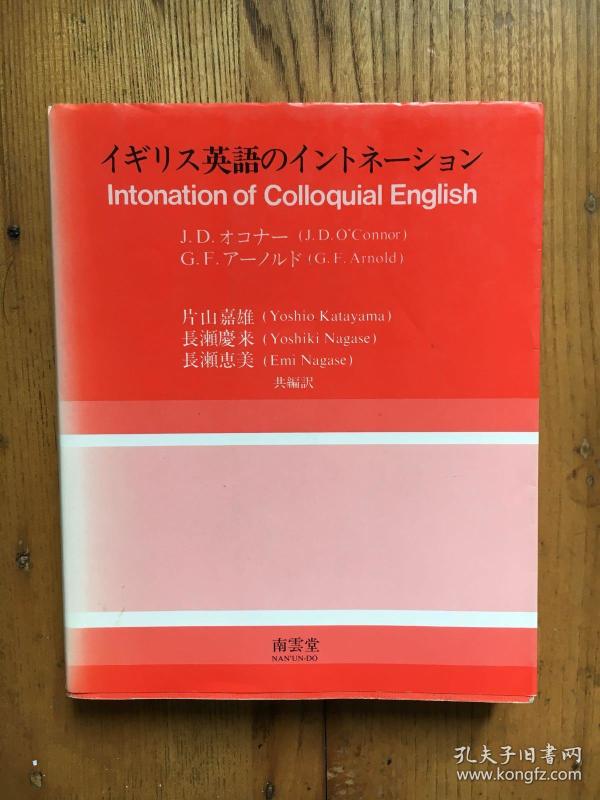 イギリス英語のイントネーション
Intonation of Colloquial English
J.D.オコナー (J.D.O'Connor)
G.F.アーノルド (G.F.Arnold)
片山嘉雄 (Yoshio Katayama)
長瀬慶来 (Yoshiki Nagase)
長瀬恵美 (Emi Nagase)
共編訳
南雲堂
NAN'UN-DO
孔夫子旧书网
www.kongfz.com